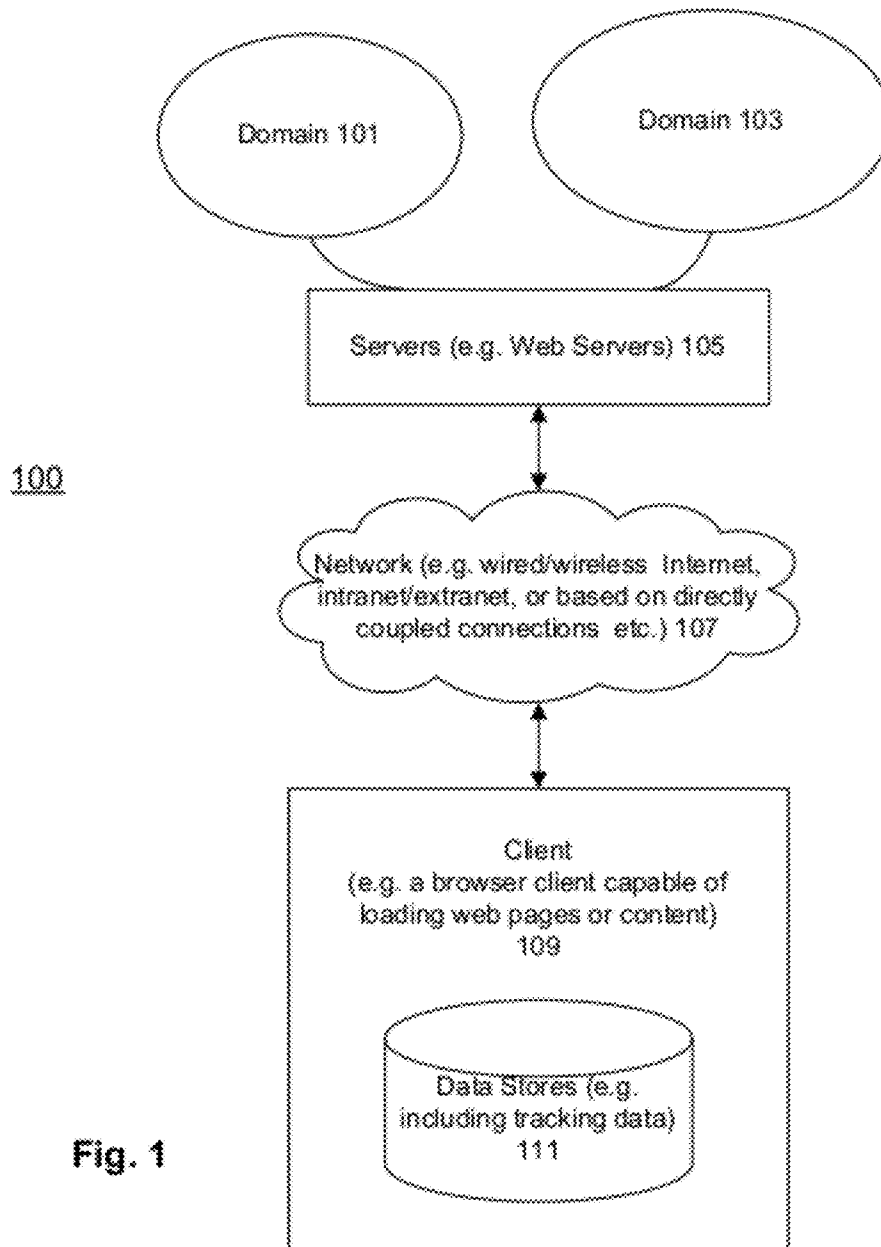 Domain 101
Domain 103
Servers (e.g. Web Servers) 105
100
Network (e.g. wired/wireless Internet,
intranet/extranet, or based on directly
coupled connections etc.) 107
Client
(e.g. a browser client capable of
loading web pages or content)
109
Data Stores (e.g.
including tracking data)
111
Fig. 1